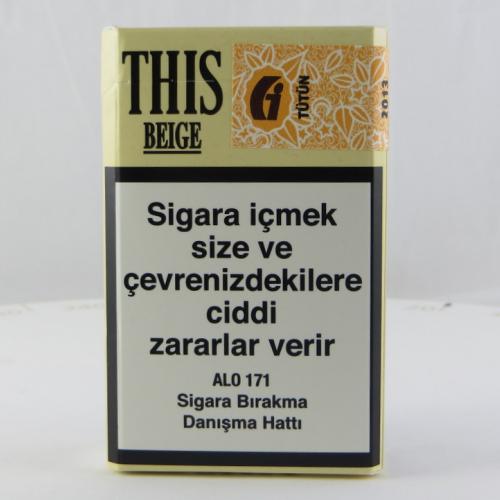 THIS
BEIGE
TÜTÜN
2013
Sigara içmek
size ve
çevrenizdekilere
ciddi
zararlar verir
ALO 171
Sigara Bırakma
Danışma Hattı